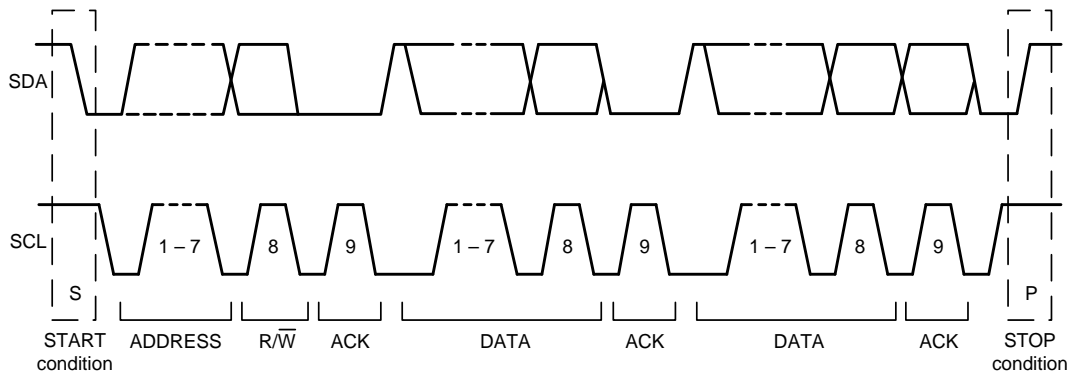 SDA
SCL
1 – 7
8
9
1 – 7
8
9
1 – 7
8
9
S
P
START
condition
ADDRESS
R/W̅
ACK
DATA
ACK
DATA
ACK
STOP
condition